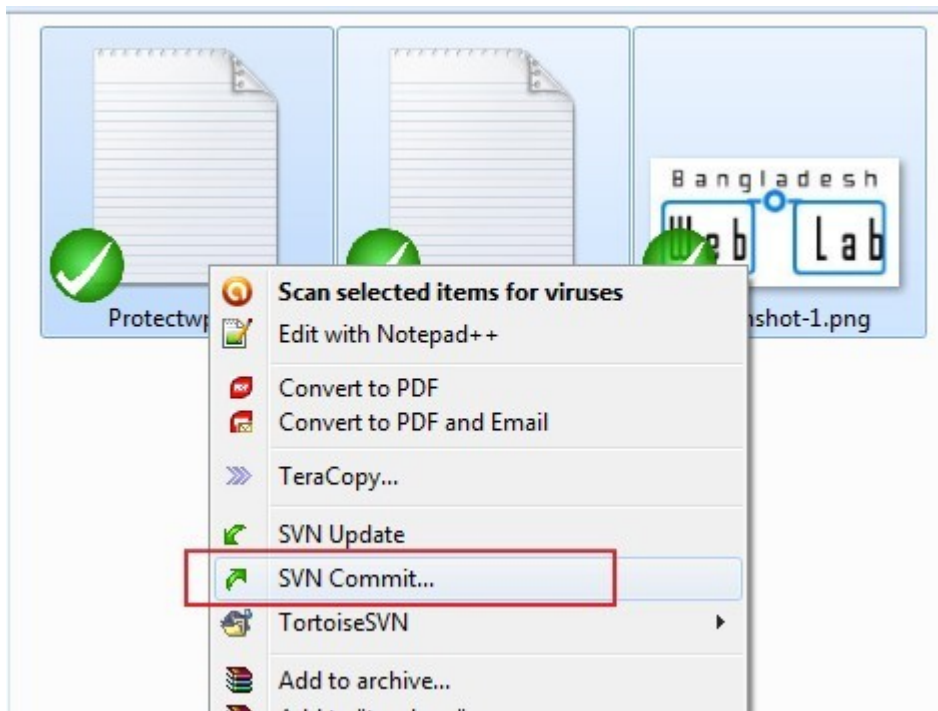 Bangladesh
Web Lab
Protectwp
nshot-1.png
Scan selected items for viruses
Edit with Notepad++
Convert to PDF
Convert to PDF and Email
TeraCopy...
SVN Update
SVN Commit...
TortoiseSVN
Add to archive...